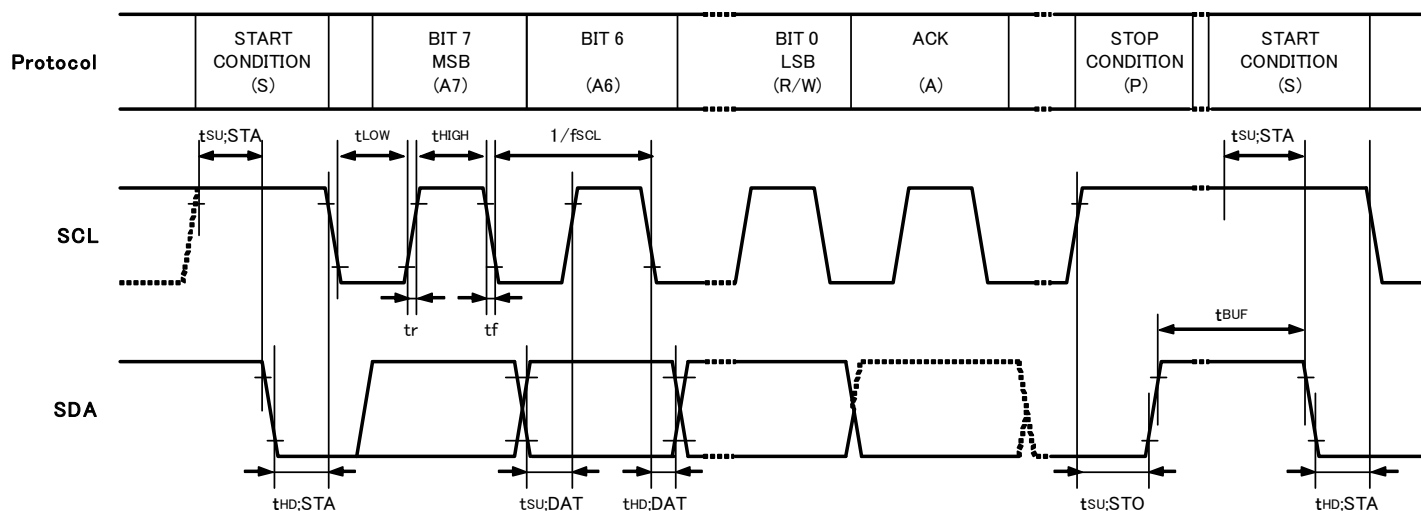 Protocol
START
CONDITION
(S)
BIT 7
MSB
(A7)
BIT 6
(A6)
BIT 0
LSB
(R/W)
ACK
(A)
STOP
CONDITION
(P)
START
CONDITION
(S)
tSU;STA
tLOW
tHIGH
1/fSCL
tSU;STA
SCL
tr
tf
tBUF
SDA
tHD;STA
tSU;DAT
tHD;DAT
tSU;STO
tHD;STA